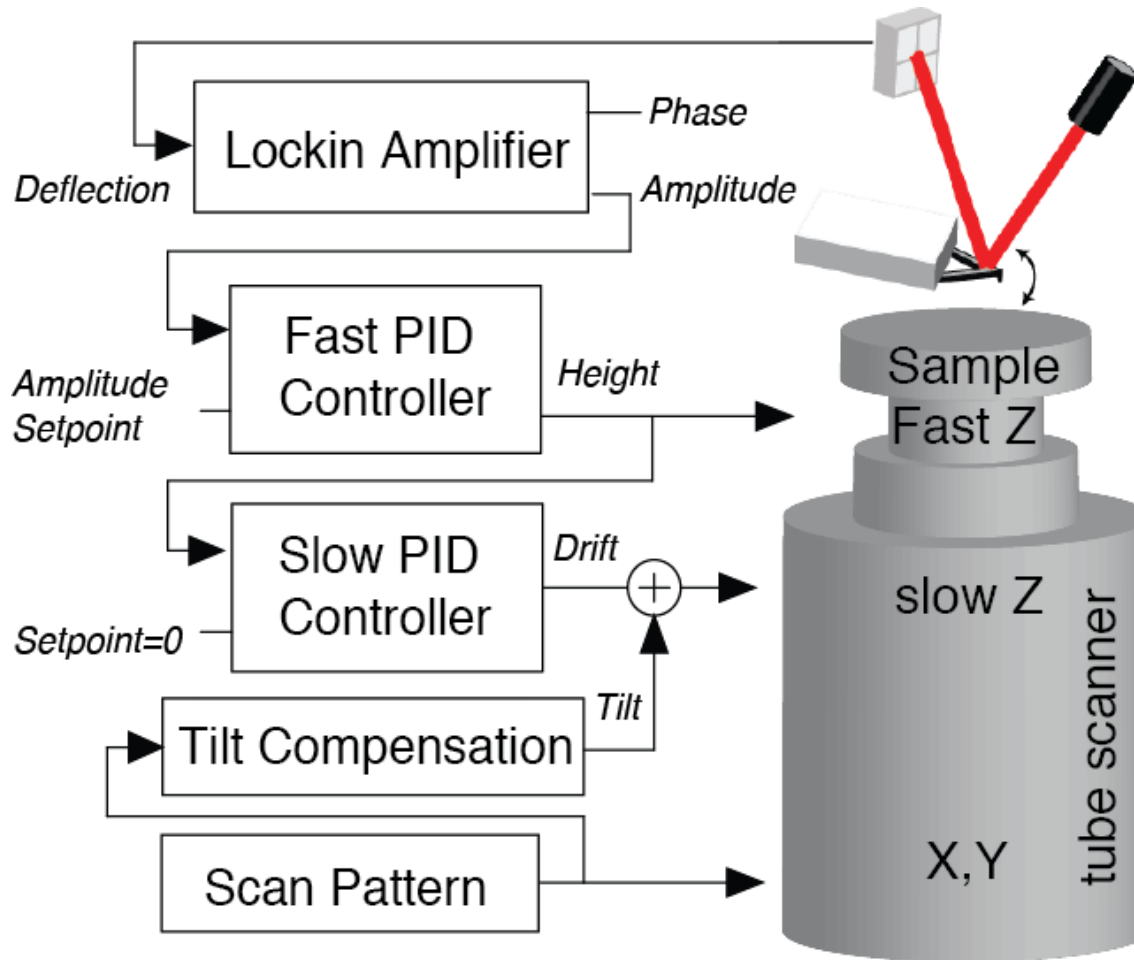 Phase
Lockin Amplifier
Deflection
Amplitude
Fast PID
Controller
Amplitude
Setpoint
Height
Sample
Fast Z
Slow PID
Controller
Drift
+
slow Z
Setpoint=0
Tilt
Tilt Compensation
tube scanner
Scan Pattern
X,Y